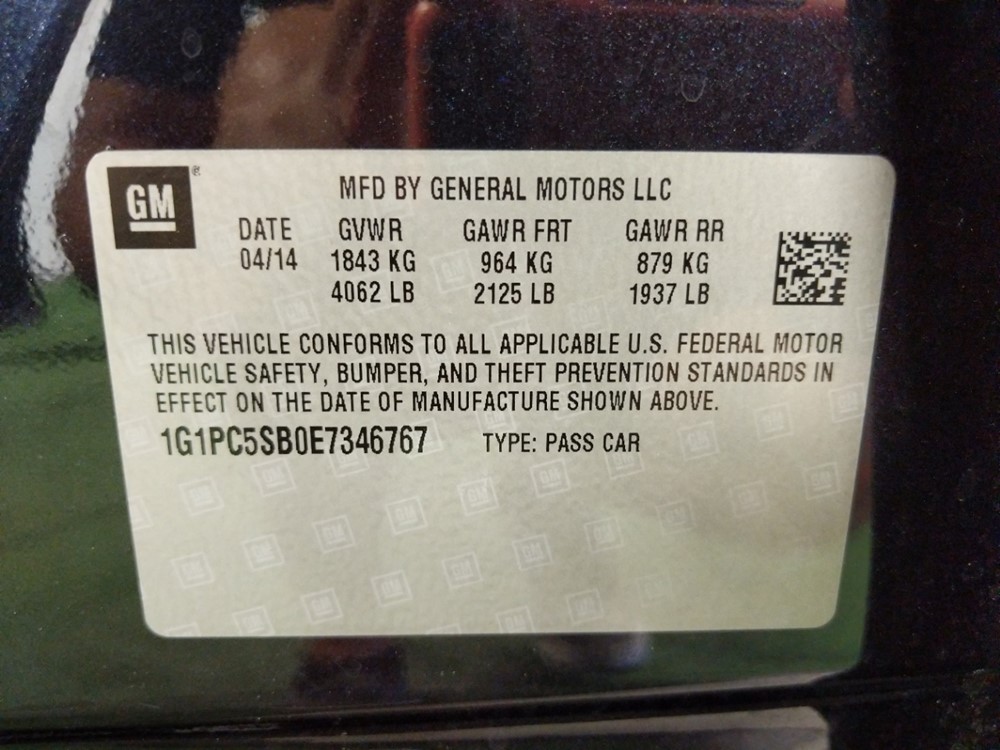 GM ®
MFD BY GENERAL MOTORS LLC
DATE GVWR GAWR FRT GAWR RR
04/14 1843 KG 964 KG 879 KG
4062 LB 2125 LB 1937 LB
THIS VEHICLE CONFORMS TO ALL APPLICABLE U.S. FEDERAL MOTOR
VEHICLE SAFETY, BUMPER, AND THEFT PREVENTION STANDARDS IN
EFFECT ON THE DATE OF MANUFACTURE SHOWN ABOVE.
1G1PC5SB0E7346767 TYPE: PASS CAR